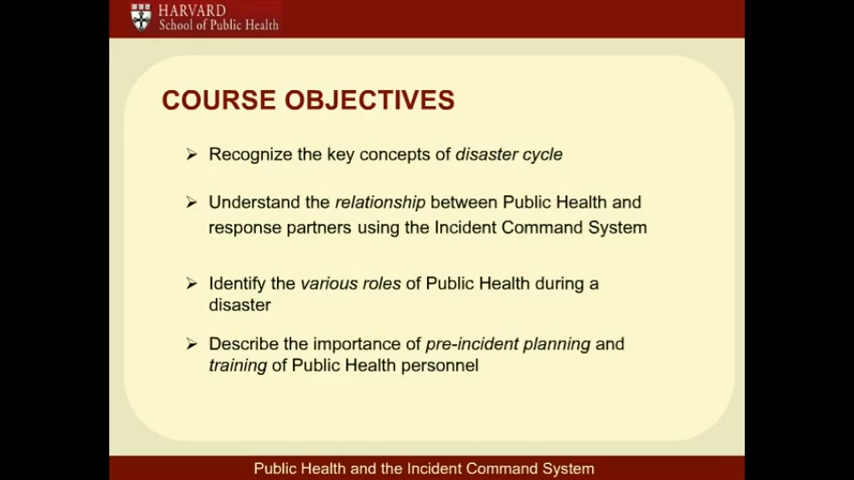 HARVARD
School of Public Health
COURSE OBJECTIVES
Recognize the key concepts of disaster cycle
Understand the relationship between Public Health and
response partners using the Incident Command System
Identify the various roles of Public Health during a
disaster
Describe the importance of pre-incident planning and
training of Public Health personnel
Public Health and the Incident Command System